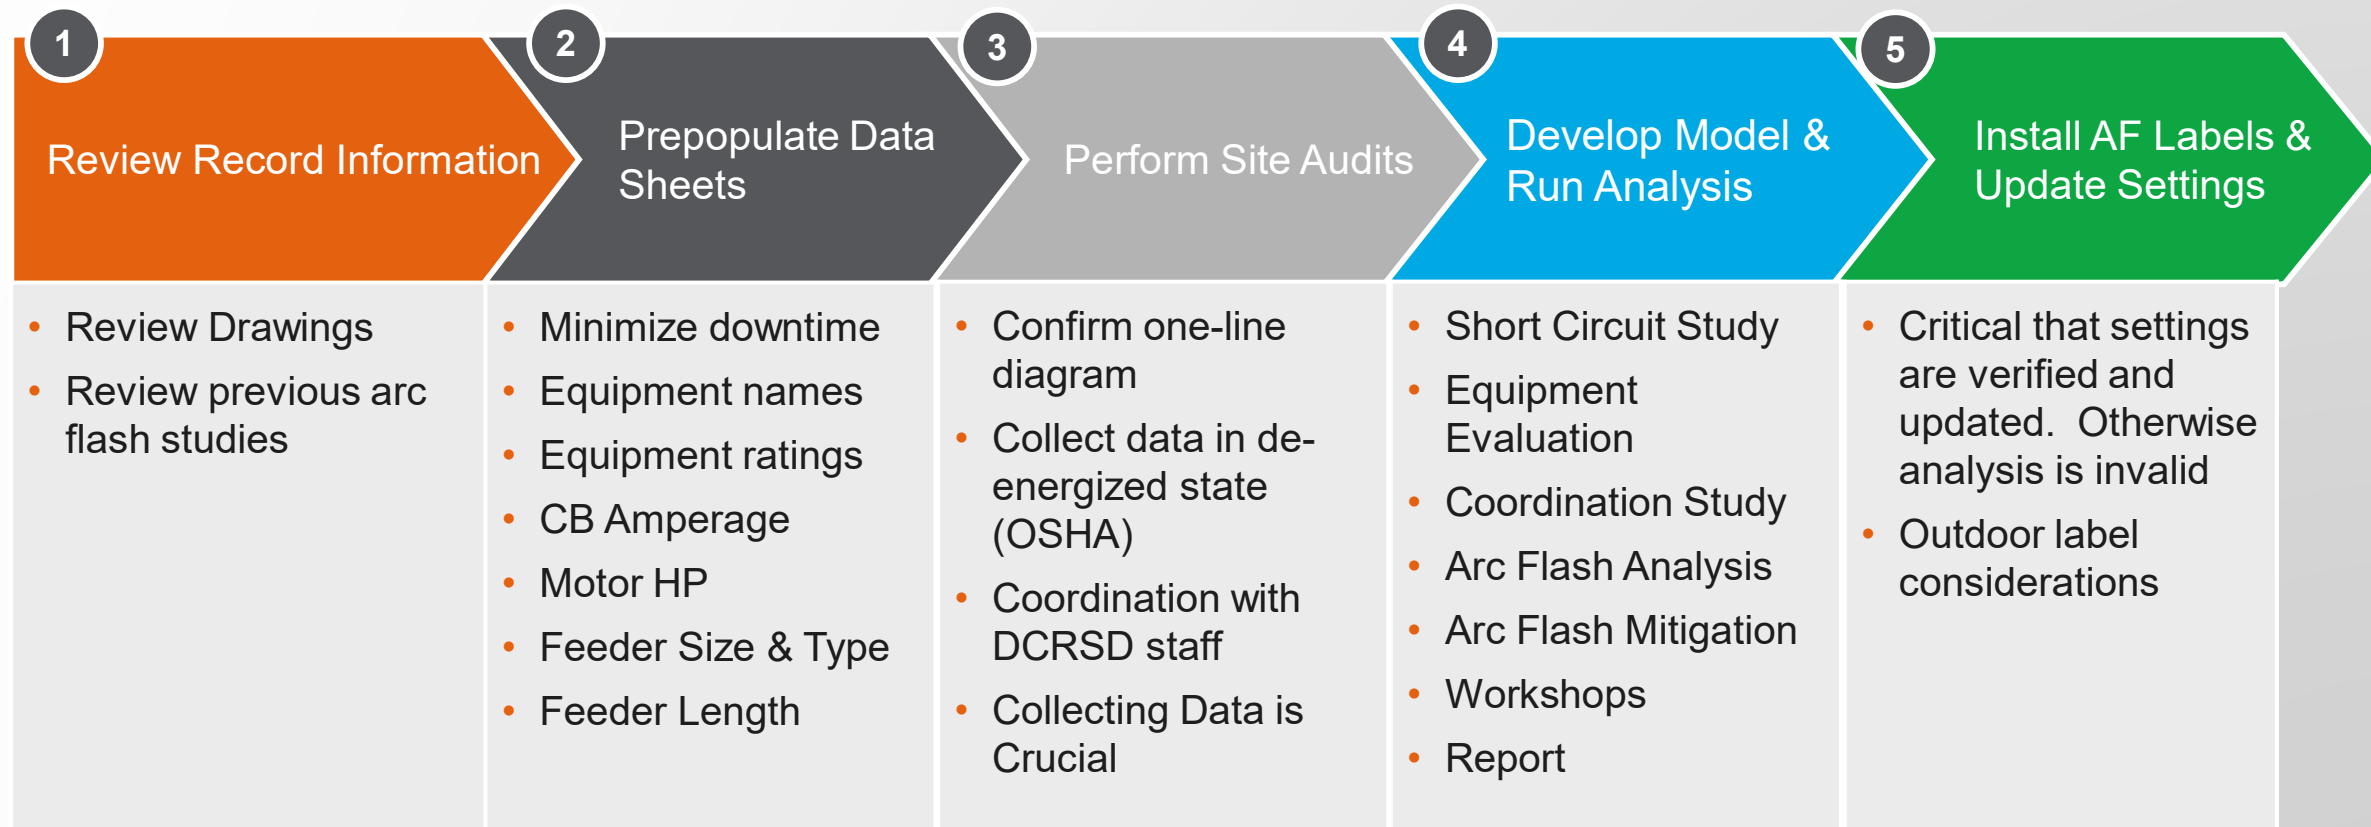 1
Review Record Information
• Review Drawings
• Review previous arc
flash studies
2
Prepopulate Data
Sheets
• Minimize downtime
• Equipment names
• Equipment ratings
• CB Amperage
• Motor HP
• Feeder Size & Type
• Feeder Length
3
Perform Site Audits
• Confirm one-line
diagram
• Collect data in de-
energized state
(OSHA)
• Coordination with
DCRSD staff
• Collecting Data is
Crucial
4
Develop Model &
Run Analysis
• Short Circuit Study
• Equipment
Evaluation
• Coordination Study
• Arc Flash Analysis
• Arc Flash Mitigation
• Workshops
• Report
5
Install AF Labels &
Update Settings
• Critical that settings
are verified and
updated.  Otherwise
analysis is invalid
• Outdoor label
considerations